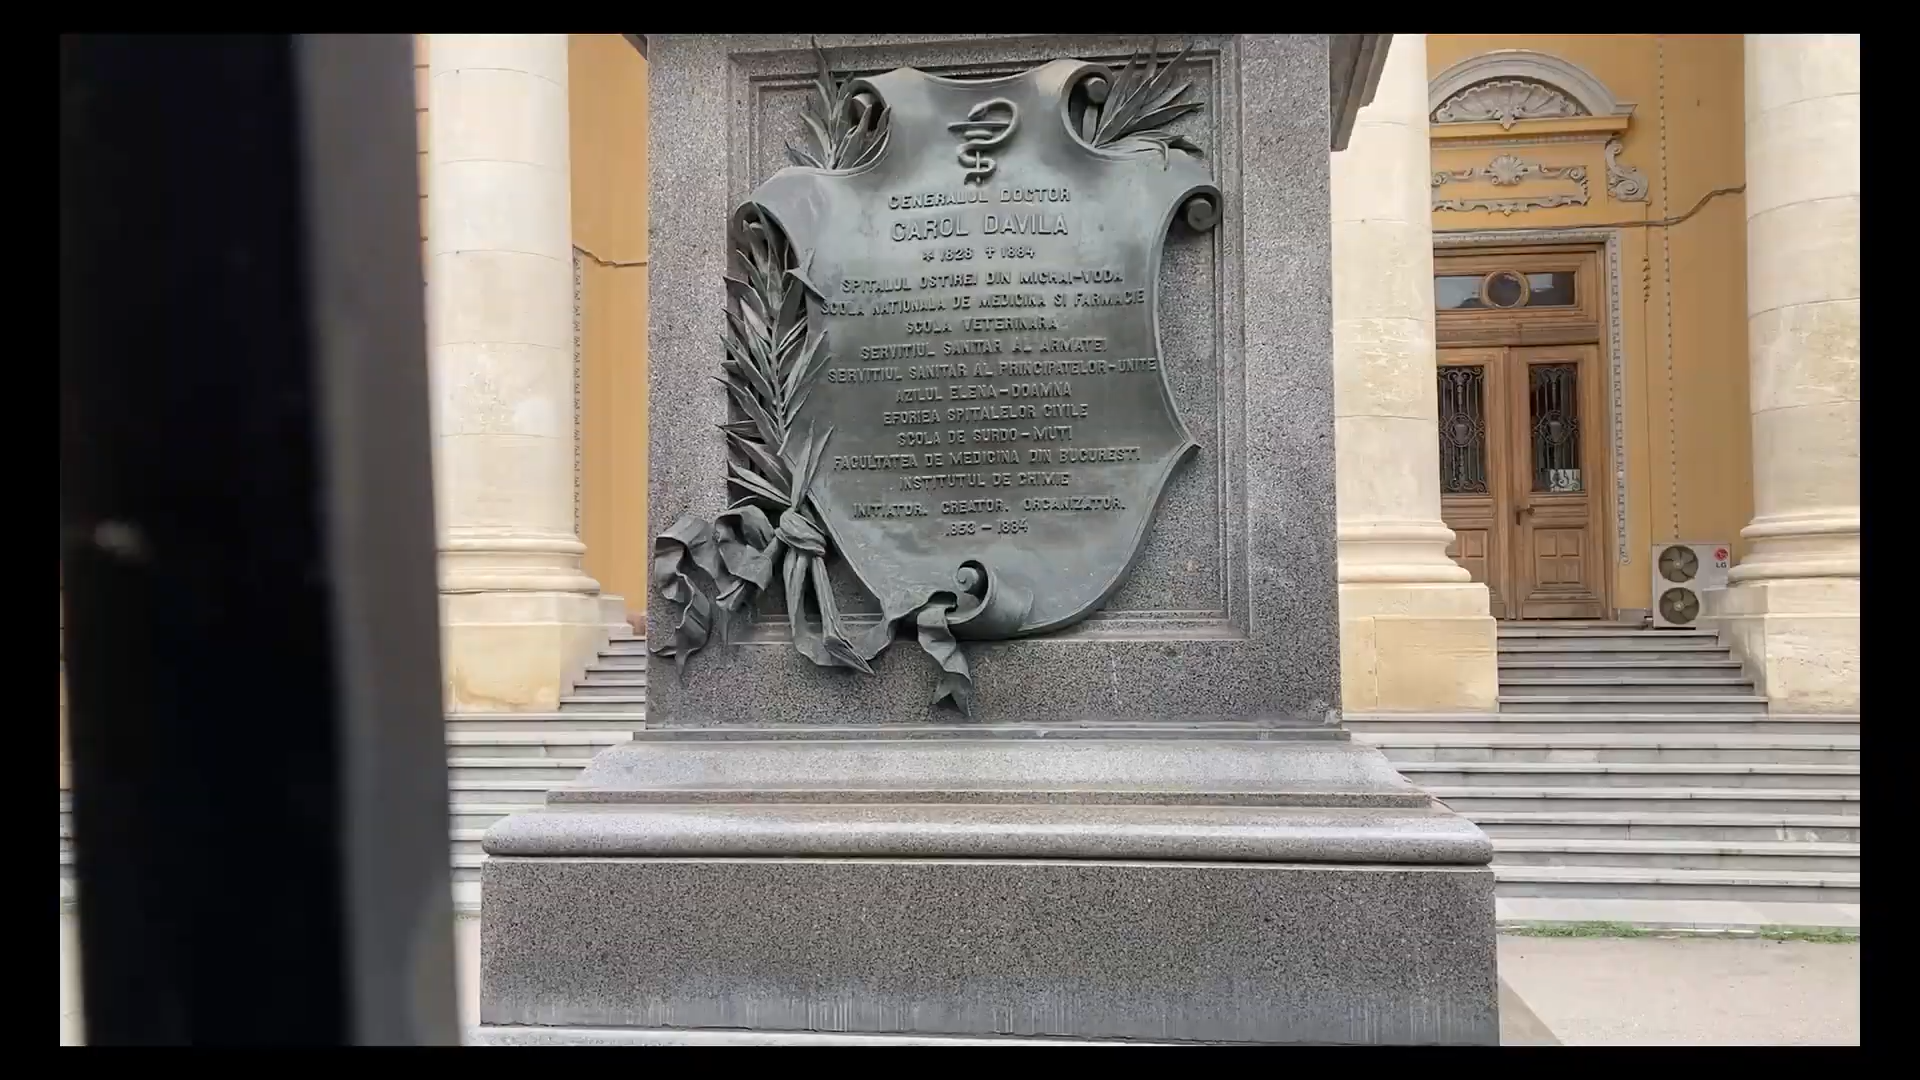 GENERALUL DOCTOR
CAROL DAVILA
* 1828 † 1884
SPITALUL OSTIREI DIN MICHAI-VODA
SCOLA NATIONALA DE MEDICINA SI FARMACIE
SCOLA VETERINARA
SERVITIUL SANITAR AL ARMATEI
SERVITIUL SANITAR AL PRINCIPATELOR-UNITE
AZILUL ELENA-DOAMNA
EFORIEA SPITALELOR CIVILE
SCOLA DE SURDO-MUTI
FACULTATEA DE MEDICINA DIN BUCURESTI
INSTITUTUL DE CHIMIE
INITIATOR. CREATOR. ORGANIZATOR.
1853 - 1884
LG